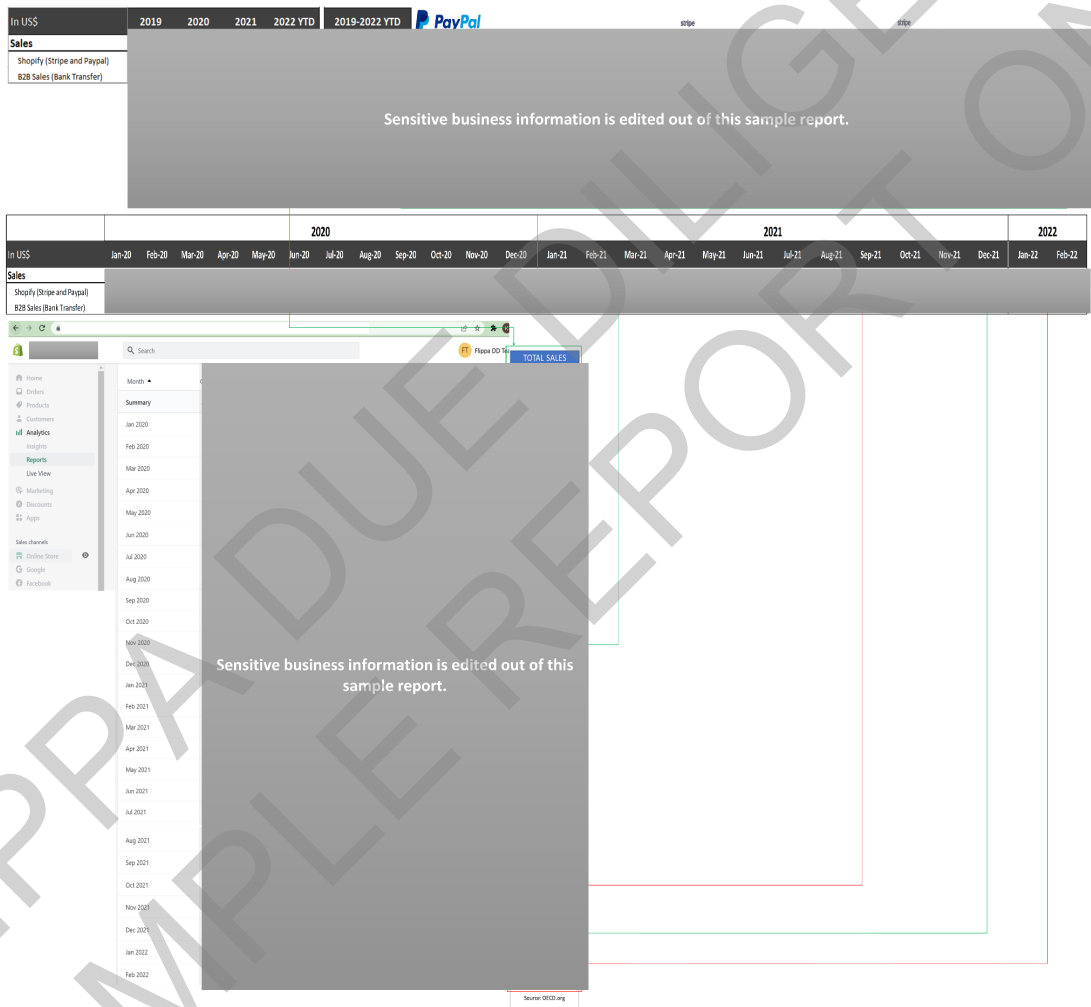 In US$ 2019 2020 2021 2022 YTD 2019-2022 YTD PayPal stripe stripe
Sales
Shopify (Stripe and Paypal)
B2B Sales (Bank Transfer)
Sensitive business information is edited out of this sample report.
2020 2021 2022
In US$ Jan-20 Feb-20 Mar-20 Apr-20 May-20 Jun-20 Jul-20 Aug-20 Sep-20 Oct-20 Nov-20 Dec-20 Jan-21 Feb-21 Mar-21 Apr-21 May-21 Jun-21 Jul-21 Aug-21 Sep-21 Oct-21 Nov-21 Dec-21 Jan-22 Feb-22
Sales
Shopify (Stripe and Paypal)
B2B Sales (Bank Transfer)
Search
FT Flippa DD
TOTAL SALES
Home
Orders
Products
Customers
Analytics
Insights
Reports
Live View
Marketing
Discounts
Apps
Sales channels
Online Store
Google
Facebook
Month
Summary
Jan 2020
Feb 2020
Mar 2020
Apr 2020
May 2020
Jun 2020
Jul 2020
Aug 2020
Sep 2020
Oct 2020
Nov 2020
Dec 2020
Jan 2021
Feb 2021
Mar 2021
Apr 2021
May 2021
Jun 2021
Jul 2021
Aug 2021
Sep 2021
Oct 2021
Nov 2021
Dec 2021
Jan 2022
Feb 2022
Sensitive business information is edited out of this
sample report.
Source: OECD.org
PPA DUE DILIGE
MPLE REPORT ON